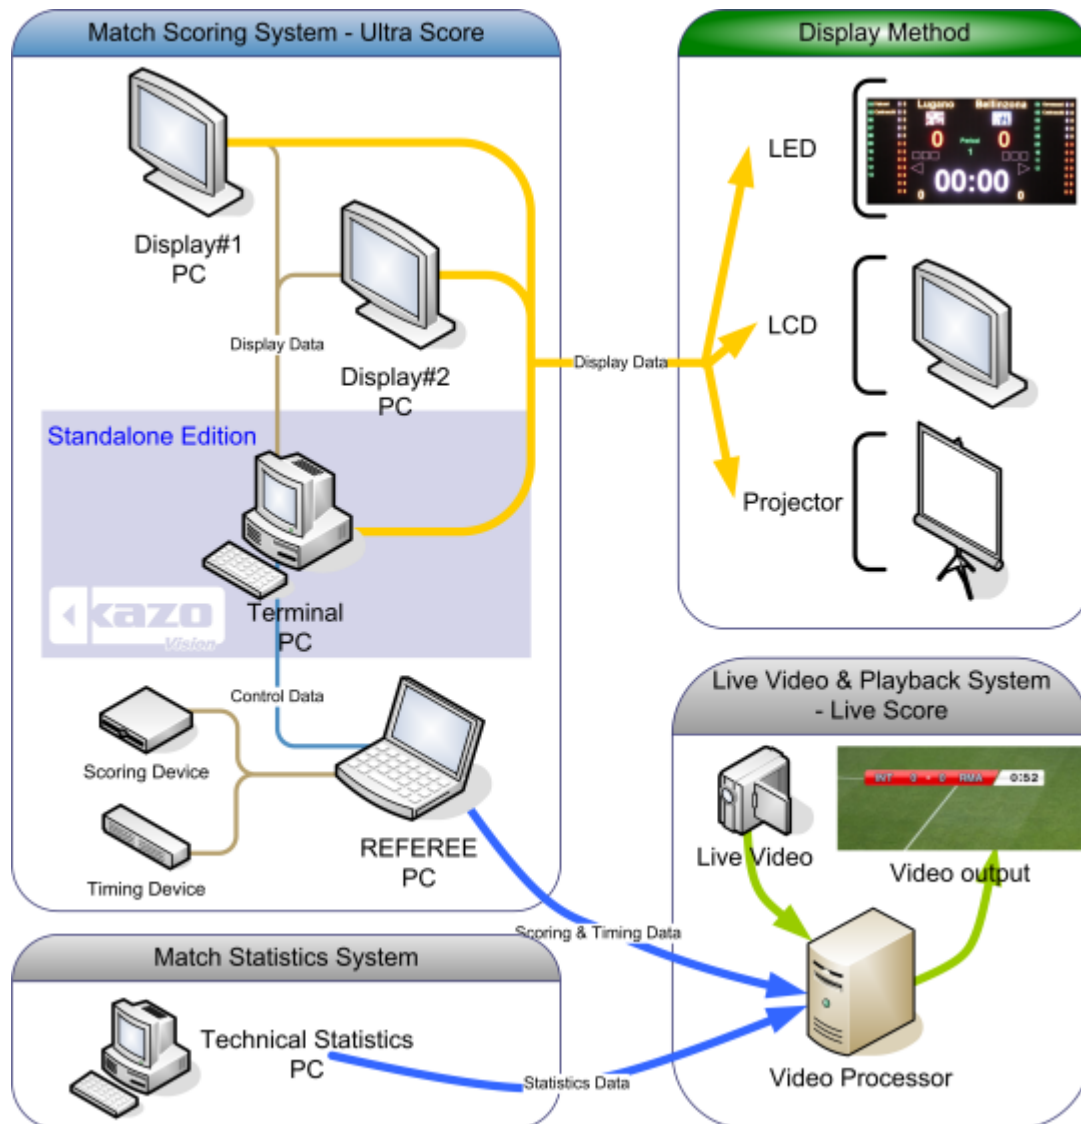 Match Scoring System - Ultra Score
Display#1
PC
Display Data
Display#2
PC
Standalone Edition
kazo
Vision
Terminal
PC
Control Data
Scoring Device
Timing Device
REFEREE
PC
Display Data
Display Method
LED
Lugano
Bellinzona
0
0
Period
1
00:00
0
0
LCD
Projector
Live Video & Playback System
- Live Score
Live Video
INT 0 - 0 RMA 0:52
Video output
Scoring & Timing Data
Video Processor
Match Statistics System
Technical Statistics
PC
Statistics Data